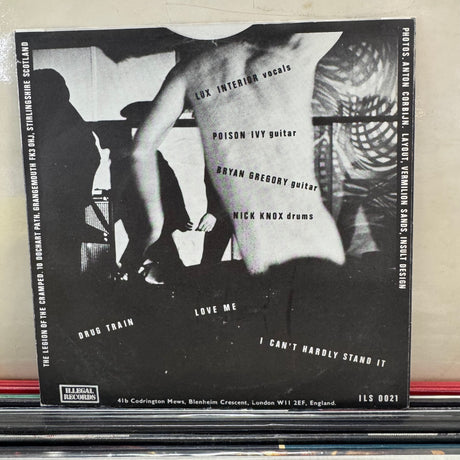 THE LEGION OF THE CRAMPED. 10 DOCHART PATH, GRANGEMOUTH FK3 0HJ, STIRLINGSHIRE SCOTLAND
LUX INTERIOR vocals
POISON IVY guitar
BRYAN GREGORY guitar
NICK KNOX drums
PHOTOS. ANTON CORBIJN. LAYOUT. VERMILION SANDS. INSULT DESIGN
DRUG TRAIN
LOVE ME
I CAN'T HARDLY STAND IT
ILLEGAL
RECORDS
41b Codrington Mews, Blenheim Crescent, London W11 2EF, England.
ILS 0021